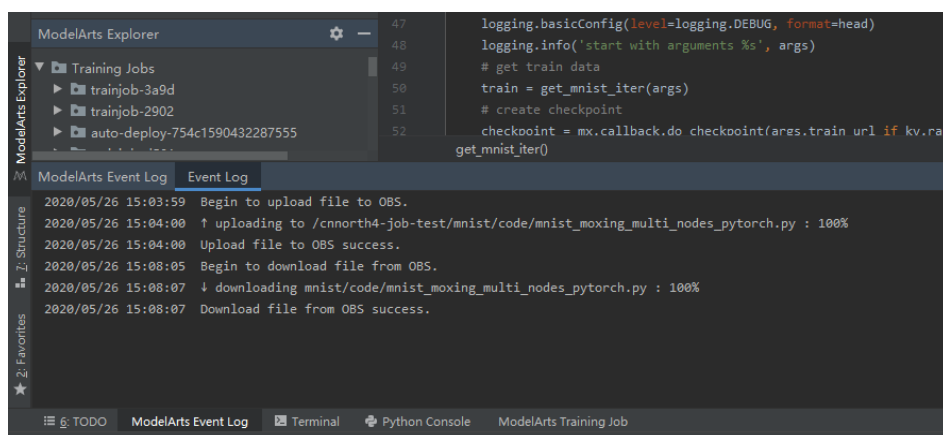 ModelArts Explorer
Training Jobs
trainjob-3a9d
trainjob-2902
auto-deploy-754c1590432287555
47 logging.basicConfig(level=logging.DEBUG, format=head)
48 logging.info('start with arguments %s', args)
49 # get train data
50 train = get_mnist_iter(args)
51 # create checkpoint
52 checkpoint = mx.callback.do_checkpoint(args.train_url if kv.ra
get_mnist_iter()
ModelArts Explorer
Z: Structure
2: Favorites
ModelArts Event Log Event Log
2020/05/26 15:03:59 Begin to upload file to OBS.
2020/05/26 15:04:00 ↑ uploading to /cnnorth4-job-test/mnist/code/mnist_moxing_multi_nodes_pytorch.py : 100%
2020/05/26 15:04:00 Upload file to OBS success.
2020/05/26 15:08:05 Begin to download file from OBS.
2020/05/26 15:08:07 ↓ downloading mnist/code/mnist_moxing_multi_nodes_pytorch.py : 100%
2020/05/26 15:08:07 Download file from OBS success.
6: TODO ModelArts Event Log Terminal Python Console ModelArts Training Job